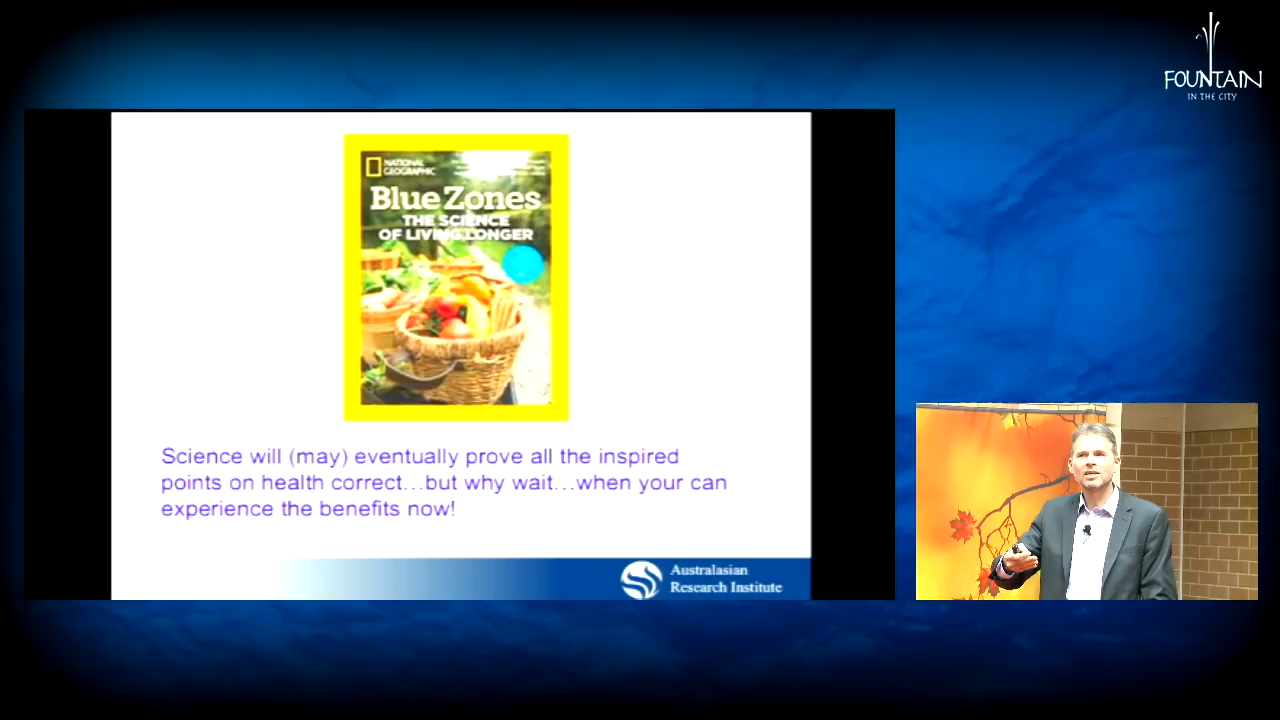 FOUNTAIN
IN THE CITY
NATIONAL
GEOGRAPHIC
Blue Zones
THE SCIENCE
OF LIVING LONGER
Science will (may) eventually prove all the inspired
points on health correct...but why wait...when your can
experience the benefits now!
Australasian
Research Institute